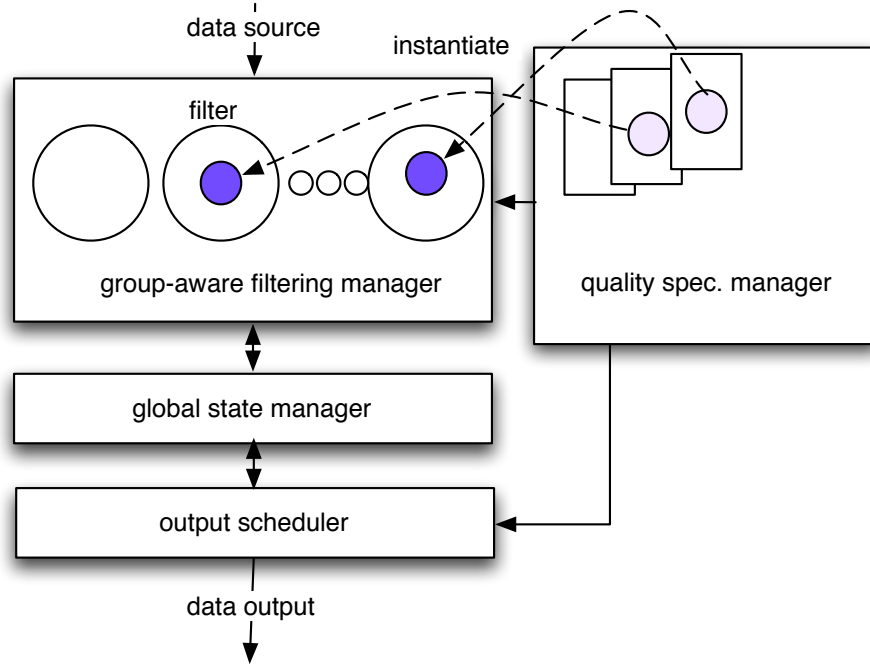 data source
instantiate
filter
group-aware filtering manager
quality spec. manager
global state manager
output scheduler
data output